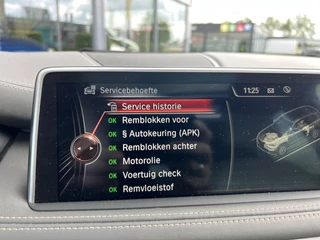 Servicebehoefte
11:25
Service historie
OK Remblokken voor
OK § Autokeuring (APK)
OK Remblokken achter
OK Motorolie
OK Voertuig check
OK Remvloeistof